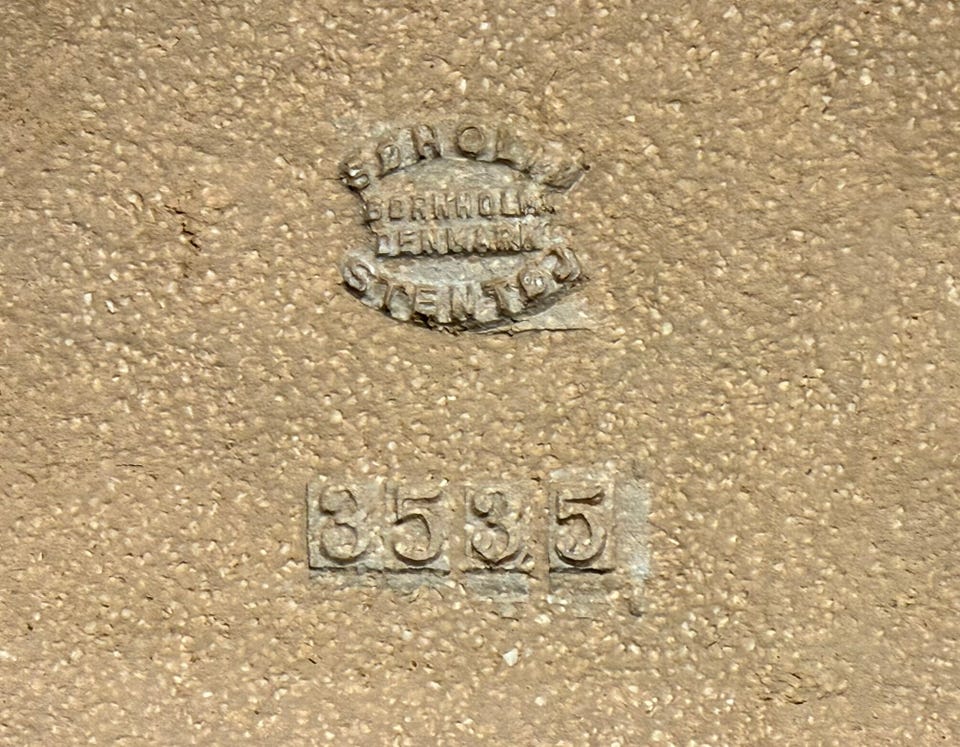 SØHOLM
BORNHOLM
DENMARK
STENTØJ
3535